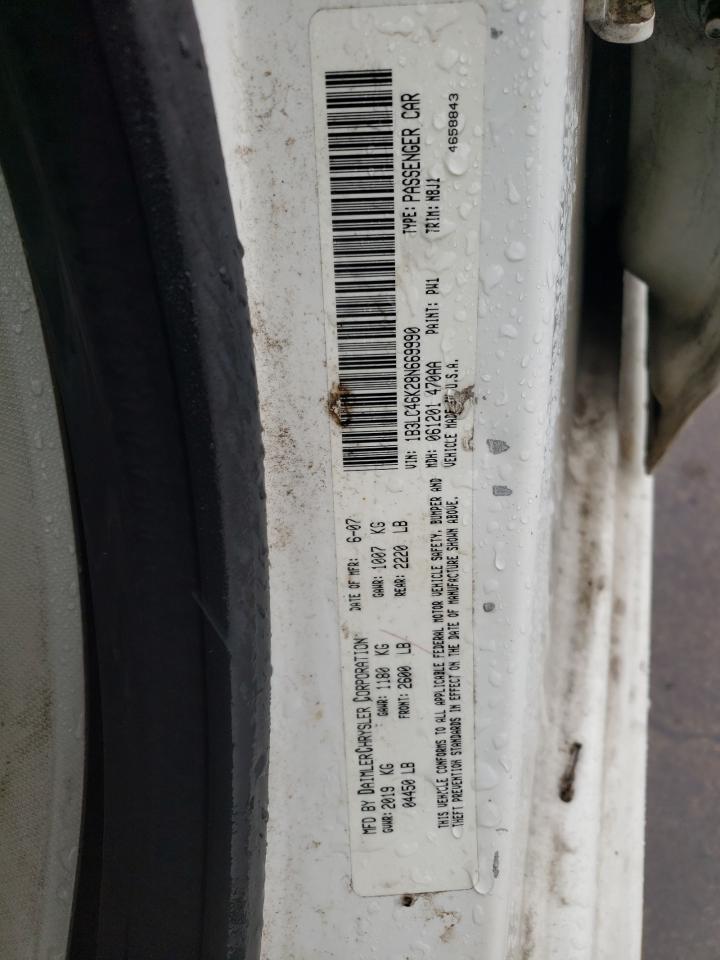 MFD BY DAIMLERCHRYSLER CORPORATION
DATE OF MFR: 6-07
GVWR: 2019 KG
GAWR: 1180 KG
GAWR: 1007 KG
04450 LB
FRONT: 2600 LB
REAR: 2220 LB
THIS VEHICLE CONFORMS TO ALL APPLICABLE FEDERAL MOTOR VEHICLE SAFETY, BUMPER AND
THEFT PREVENTION STANDARDS IN EFFECT ON THE DATE OF MANUFACTURE SHOWN ABOVE.
VIN: 1B3LC46K28N669990
TYPE: PASSENGER CAR
MDH: 061201 470AA
PAINT: PW1
TRIM: M8J1
VEHICLE MADE IN U.S.A.
4658843